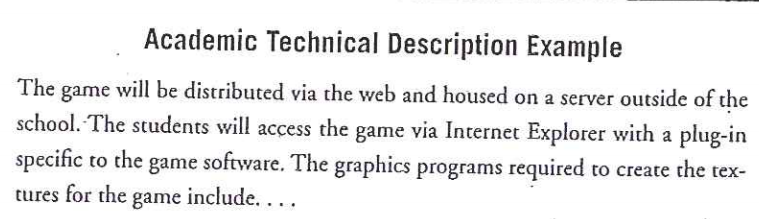 Academic Technical Description Example
The game will be distributed via the web and housed on a server outside of the
school. The students will access the game via Internet Explorer with a plug-in
specific to the game software. The graphics programs required to create the tex-
tures for the game include. . . .